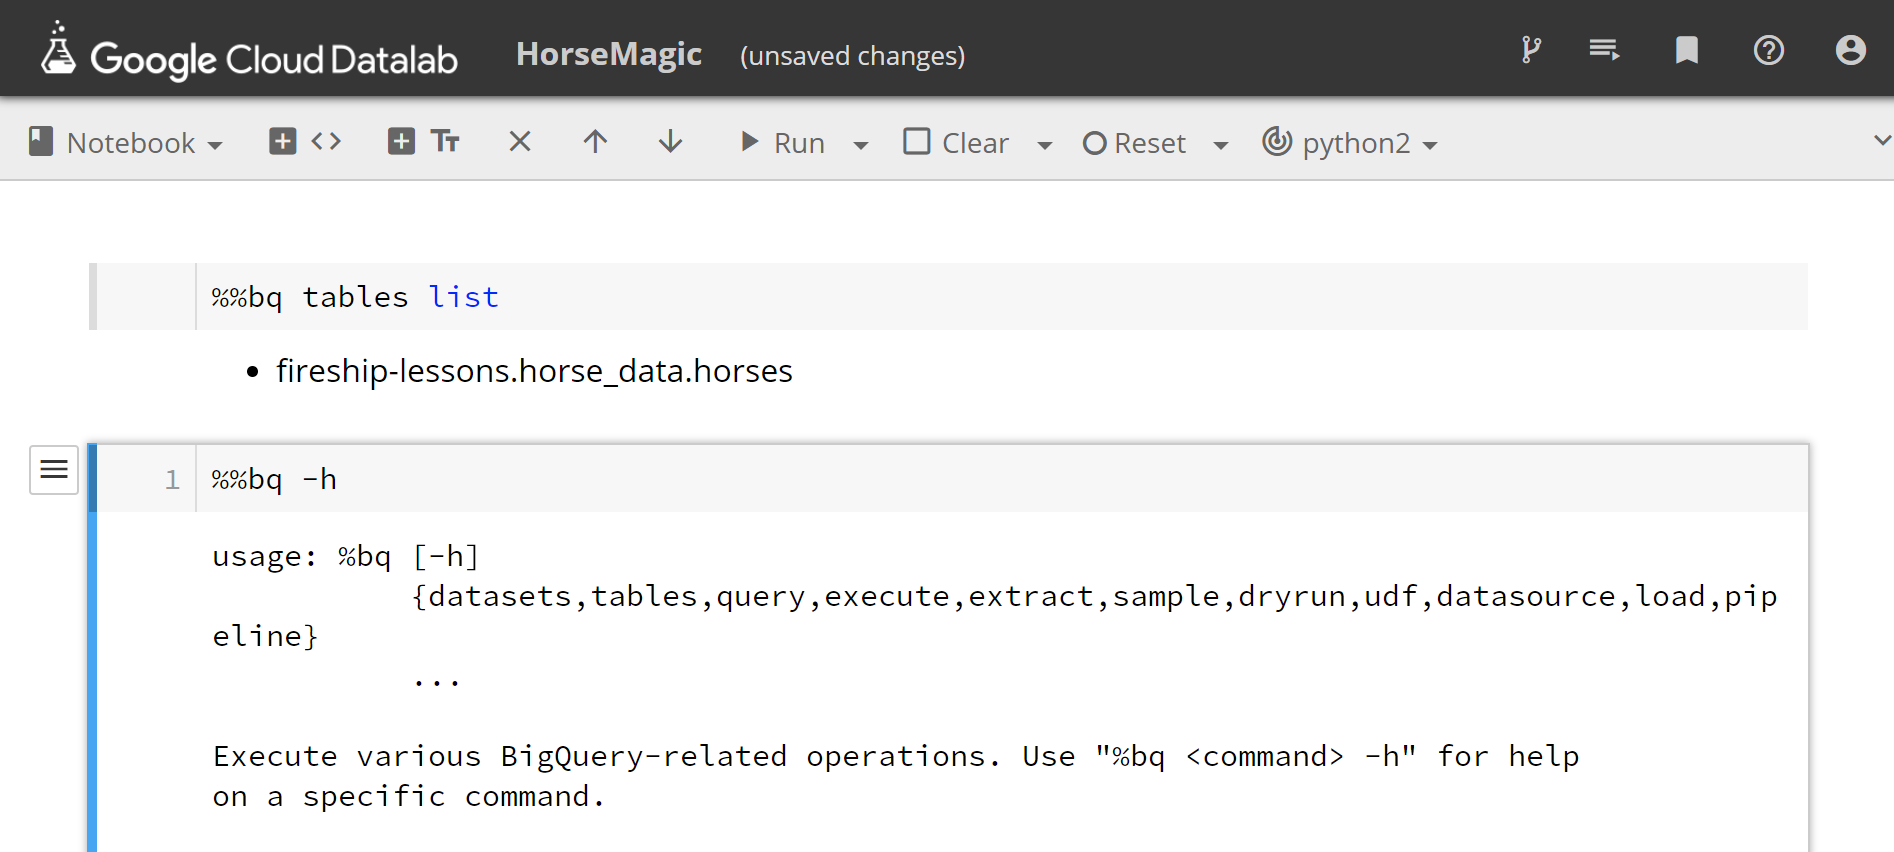 Google Cloud Datalab HorseMagic (unsaved changes)
Notebook Run Clear Reset python2
%%bq tables list
• fireship-lessons.horse_data.horses
1 %%bq -h
usage: %bq [-h]
{datasets,tables,query,execute,extract,sample,dryrun,udf,datasource,load,pip
eline}
...
Execute various BigQuery-related operations. Use "%bq <command> -h" for help
on a specific command.